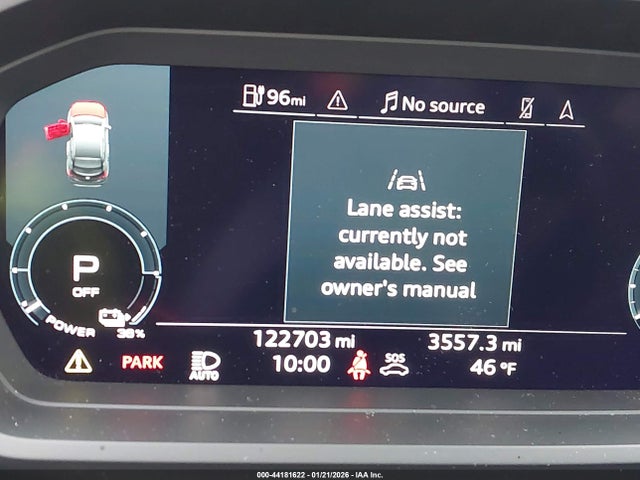 96mi
No source
Lane assist:
currently not
available. See
owner's manual
P
OFF
POWER
38%
122703 mi
3557.3 mi
PARK
AUTO
10:00
SOS
46 °F
000-44181622 - 01/21/2026 - IAA Inc.